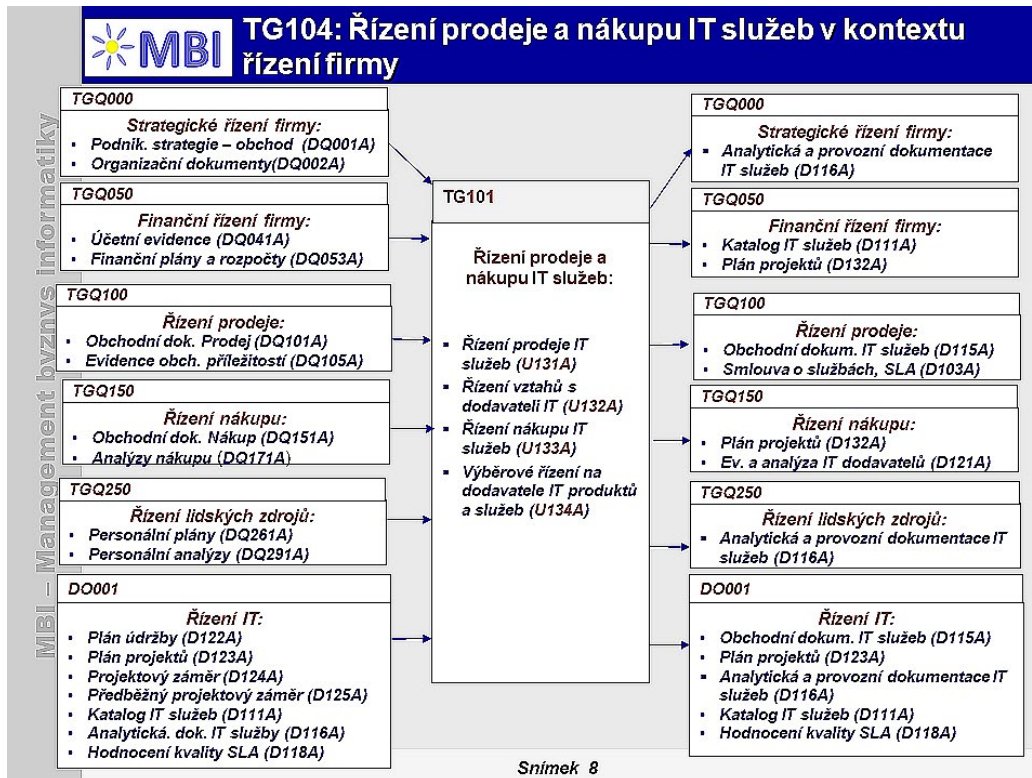 MBI
TG104: Řízení prodeje a nákupu IT služeb v kontextu
řízení firmy
MBI – Management byznys informatiky
TGQ000
Strategické řízení firmy:
▪ Podnik. strategie – obchod (DQ001A)
▪ Organizační dokumenty(DQ002A)
TGQ050
Finanční řízení firmy:
▪ Účetní evidence (DQ041A)
▪ Finanční plány a rozpočty (DQ053A)
TGQ100
Řízení prodeje:
▪ Obchodní dok. Prodej (DQ101A)
▪ Evidence obch. příležitostí (DQ105A)
TGQ150
Řízení nákupu:
▪ Obchodní dok. Nákup (DQ151A)
▪ Analýzy nákupu (DQ171A)
TGQ250
Řízení lidských zdrojů:
▪ Personální plány (DQ261A)
▪ Personální analýzy (DQ291A)
DO001
Řízení IT:
▪ Plán údržby (D122A)
▪ Plán projektů (D123A)
▪ Projektový záměr (D124A)
▪ Předběžný projektový záměr (D125A)
▪ Katalog IT služeb (D111A)
▪ Analytická. dok. IT služby (D116A)
▪ Hodnocení kvality SLA (D118A)
TG101
Řízení prodeje a
nákupu IT služeb:
▪ Řízení prodeje IT
služeb (U131A)
▪ Řízení vztahů s
dodavateli IT (U132A)
▪ Řízení nákupu IT
služeb (U133A)
▪ Výběrové řízení na
dodavatele IT produktů
a služeb (U134A)
TGQ000
Strategické řízení firmy:
▪ Analytická a provozní dokumentace
IT služeb (D116A)
TGQ050
Finanční řízení firmy:
▪ Katalog IT služeb (D111A)
▪ Plán projektů (D132A)
TGQ100
Řízení prodeje:
▪ Obchodní dokum. IT služeb (D115A)
▪ Smlouva o službách, SLA (D103A)
TGQ150
Řízení nákupu:
▪ Plán projektů (D132A)
▪ Ev. a analýza IT dodavatelů (D121A)
TGQ250
Řízení lidských zdrojů:
▪ Analytická a provozní dokumentace IT
služeb (D116A)
DO001
Řízení IT:
▪ Obchodní dokum. IT služeb (D115A)
▪ Plán projektů (D123A)
▪ Analytická a provozní dokumentace IT
služeb (D116A)
▪ Katalog IT služeb (D111A)
▪ Hodnocení kvality SLA (D118A)
Snímek 8